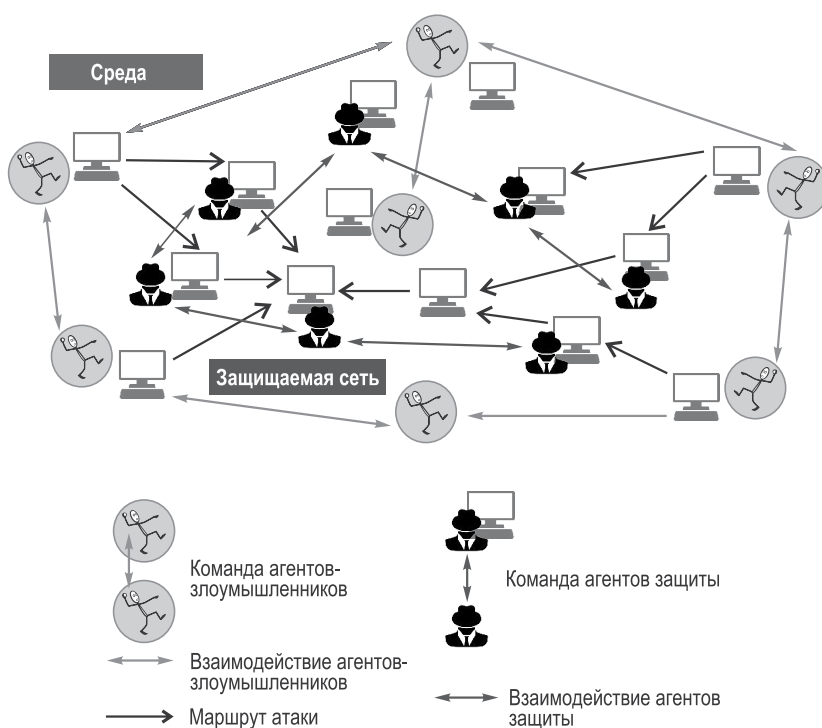 Среда
Защищаемая сеть
Команда агентов-
злоумышленников
Команда агентов защиты
Взаимодействие агентов-
злоумышленников
Маршрут атаки
Взаимодействие агентов
защиты